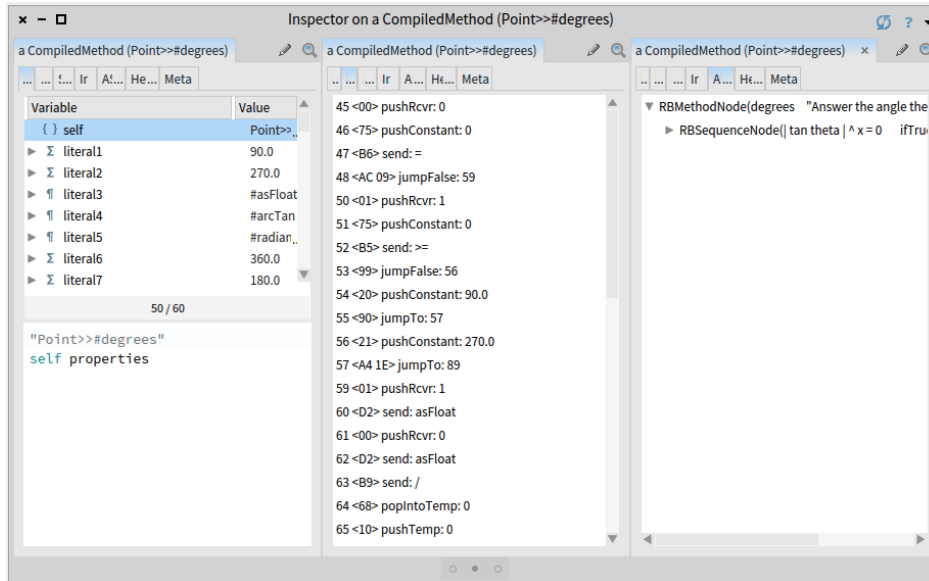 Inspector on a CompiledMethod (Point>>#degrees)
?
a CompiledMethod (Point>>#degrees)
... ... !... Ir A!... He... Meta
Variable Value
{ } self Point>>..
Σ literal1 90.0
Σ literal2 270.0
¶ literal3 #asFloat
¶ literal4 #arcTan
¶ literal5 #radian..
Σ literal6 360.0
Σ literal7 180.0
50 / 60
"Point>>#degrees"
self properties
a CompiledMethod (Point>>#degrees)
.. ... ... Ir A... He... Meta
45 <00> pushRcvr: 0
46 <75> pushConstant: 0
47 <B6> send: =
48 <AC 09> jumpFalse: 59
50 <01> pushRcvr: 1
51 <75> pushConstant: 0
52 <B5> send: >=
53 <99> jumpFalse: 56
54 <20> pushConstant: 90.0
55 <90> jumpTo: 57
56 <21> pushConstant: 270.0
57 <A4 1E> jumpTo: 89
59 <01> pushRcvr: 1
60 <D2> send: asFloat
61 <00> pushRcvr: 0
62 <D2> send: asFloat
63 <B9> send: /
64 <68> popIntoTemp: 0
65 <10> pushTemp: 0
a CompiledMethod (Point>>#degrees) ×
.. ... ... Ir A... He... Meta
RBMethodNode(degrees "Answer the angle the
RBSequenceNode(| tan theta | ^ x = 0 ifTru